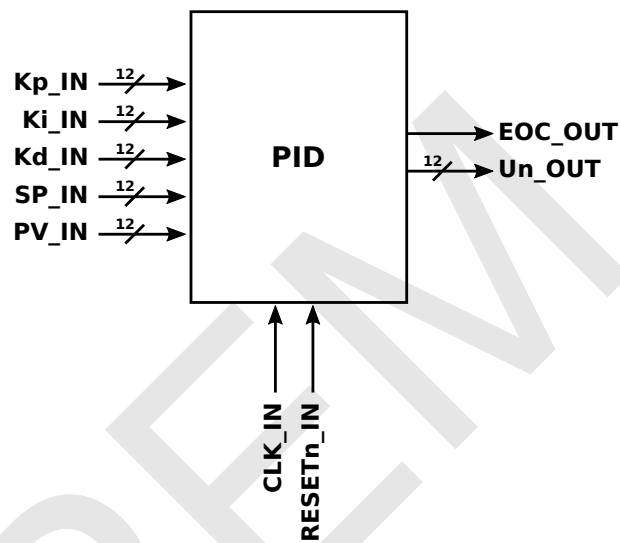 Kp_IN 12
Ki_IN 12
Kd_IN 12
SP_IN 12
PV_IN 12
PID
EOC_OUT
12 Un_OUT
CLK_IN
RESETn_IN